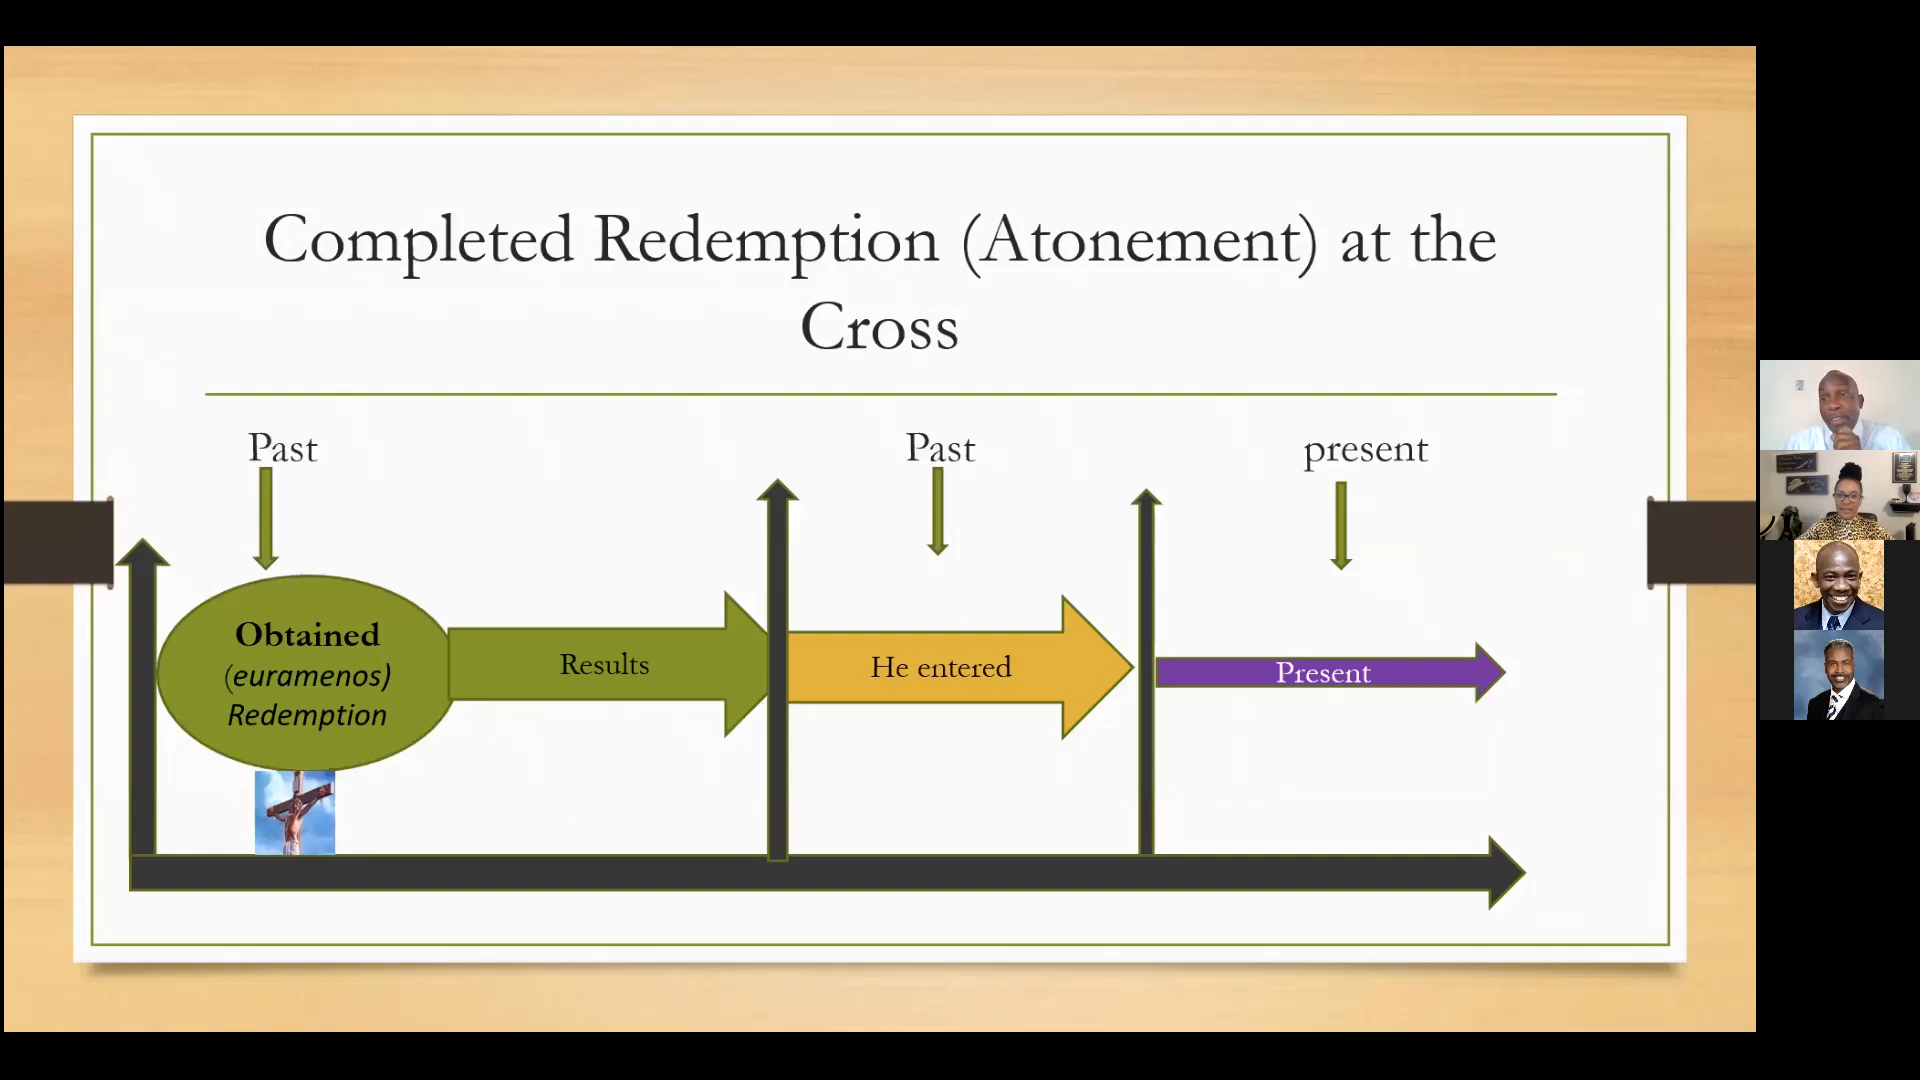 Completed Redemption (Atonement) at the
Cross
Past
Past
present
Obtained
(euramenos)
Redemption
Results
He entered
Present